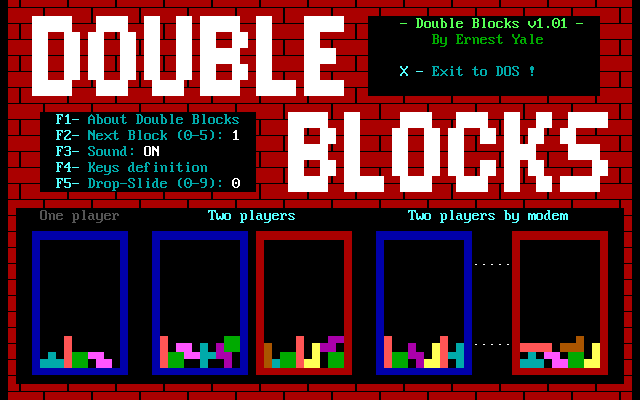 DOUBLE
BLOCKS
- Double Blocks v1.01 -
By Ernest Yale
X - Exit to DOS !
F1- About Double Blocks
F2- Next Block (0-5): 1
F3- Sound: ON
F4- Keys definition
F5- Drop-Slide (0-9): 0
One player
Two players
Two players by modem
.....
.....